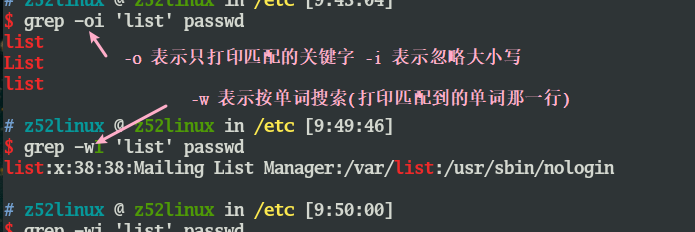 # z52linux @ z52linux in /etc [9:43:04]
$ grep -oi 'list' passwd
list
List
list
-o 表示只打印匹配的关键字 -i 表示忽略大小写
-w 表示按单词搜索(打印匹配到的单词那一行)
# z52linux @ z52linux in /etc [9:49:46]
$ grep -wi 'list' passwd
list:x:38:38:Mailing List Manager:/var/list:/usr/sbin/nologin
# z52linux @ z52linux in /etc [9:50:00]
$ grep -wi 'list' passwd